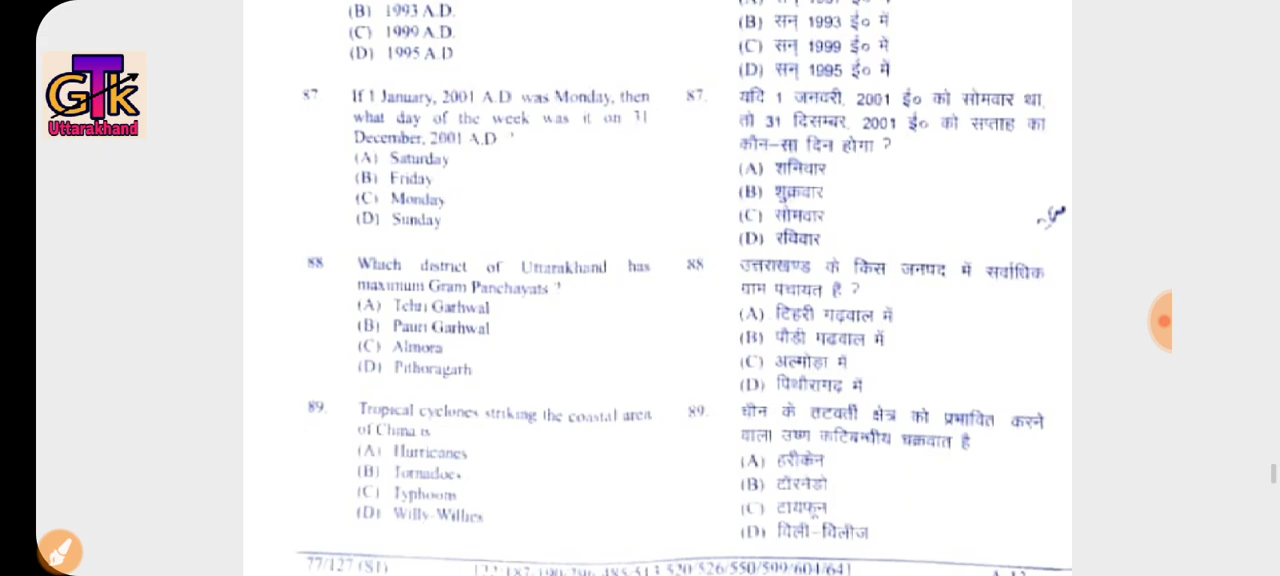 GTK
Uttarakhand
(B) 1993 A.D.
(C) 1999 A.D.
(D) 1995 A.D
87 If 1 January, 2001 A.D was Monday, then
what day of the week was it on 31
December, 2001 A.D ?
(A) Saturday
(B) Friday
(C) Monday
(D) Sunday
88 Which district of Uttarakhand has
maximum Gram Panchayats ?
(A) Tehri Garhwal
(B) Pauri Garhwal
(C) Almora
(D) Pithoragarh
89. Tropical cyclones striking the coastal area
of China is
(A) Hurricanes
(B) Tornadoes
(C) Typhoons
(D) Willy-Willies
(B) सन् 1993 ई० में
(C) सन् 1999 ई० में
(D) सन् 1995 ई० में
87. यदि 1 जनवरी, 2001 ई० को सोमवार था,
तो 31 दिसम्बर, 2001 ई० को सप्ताह का
कौन-सा दिन होगा ?
(A) शनिवार
(B) शुक्रवार
(C) सोमवार
(D) रविवार
88 उत्तराखण्ड के किस जनपद में सर्वाधिक
ग्राम पंचायत है ?
(A) टिहरी गढ़वाल में
(B) पौड़ी गढवाल में
(C) अल्मोड़ा में
(D) पिथौरागढ़ में
89. चीन के तटवर्ती क्षेत्र को प्रभावित करने
वाला उष्ण कटिबन्धीय चक्रवात है
(A) हरीकेन
(B) टॉरनेडो
(C) टायफून
(D) विली-विलीज
77/127 (S1)